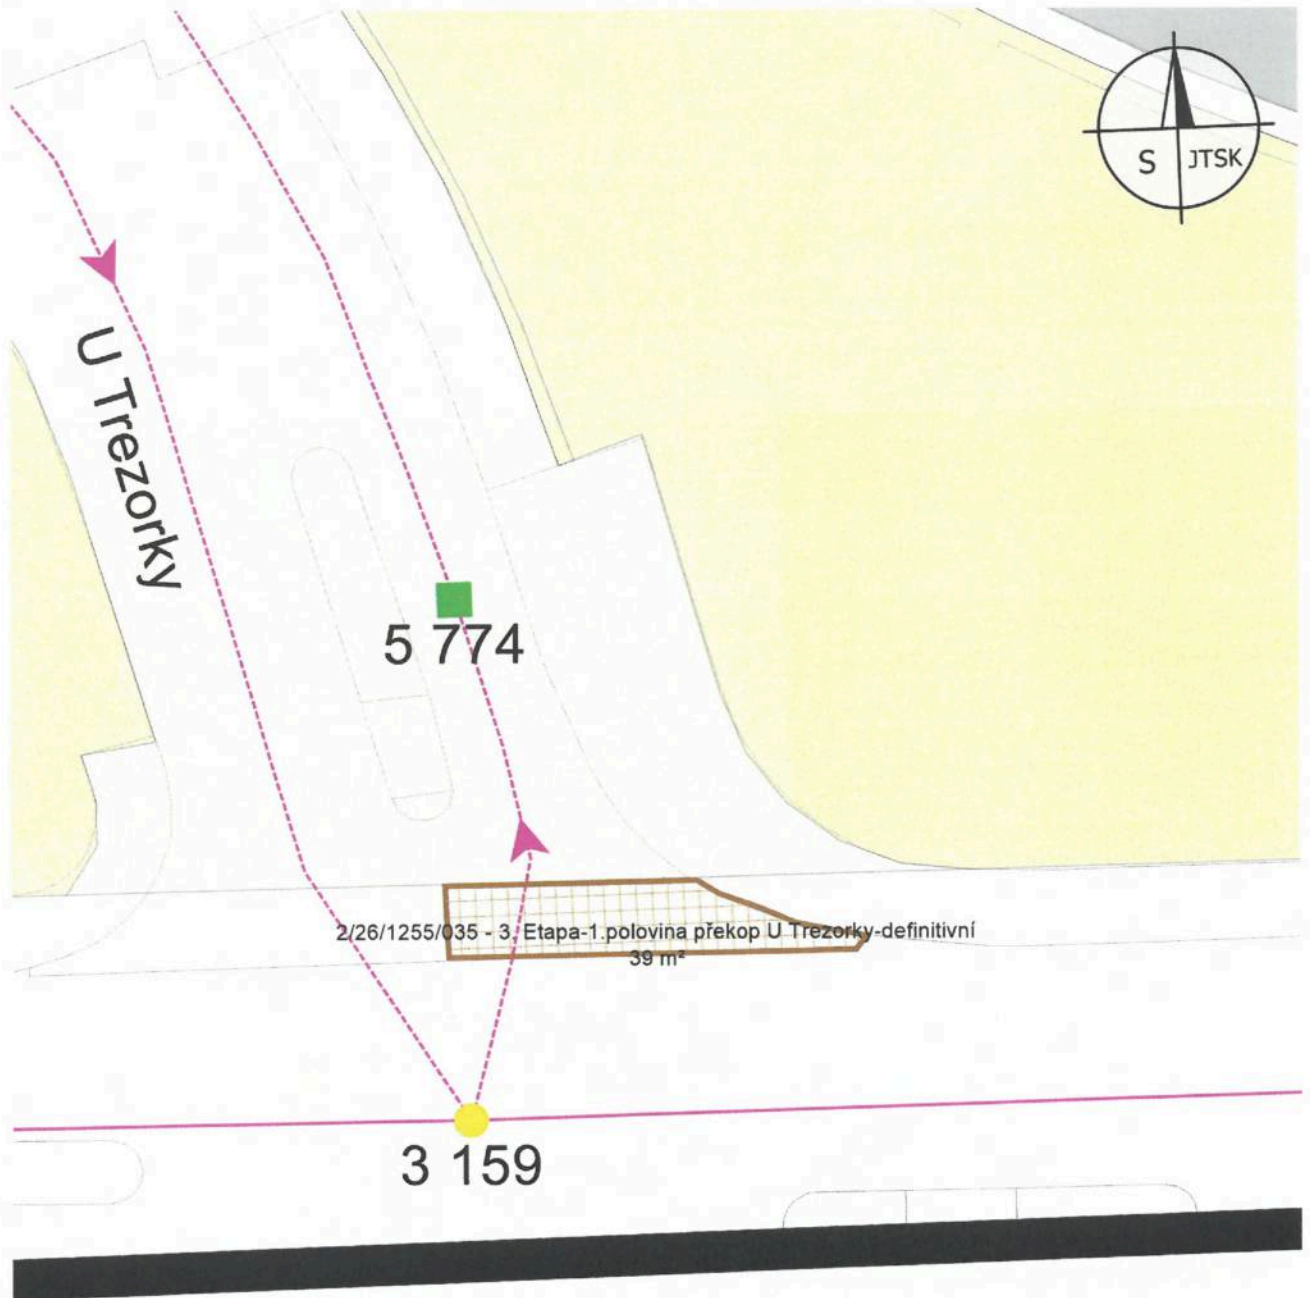 S JTSK
U Trezorky
5 774
2/26/1255/035 - 3. Etapa-1.polovina překop U Trezorky-definitivní
39 m²
3 159